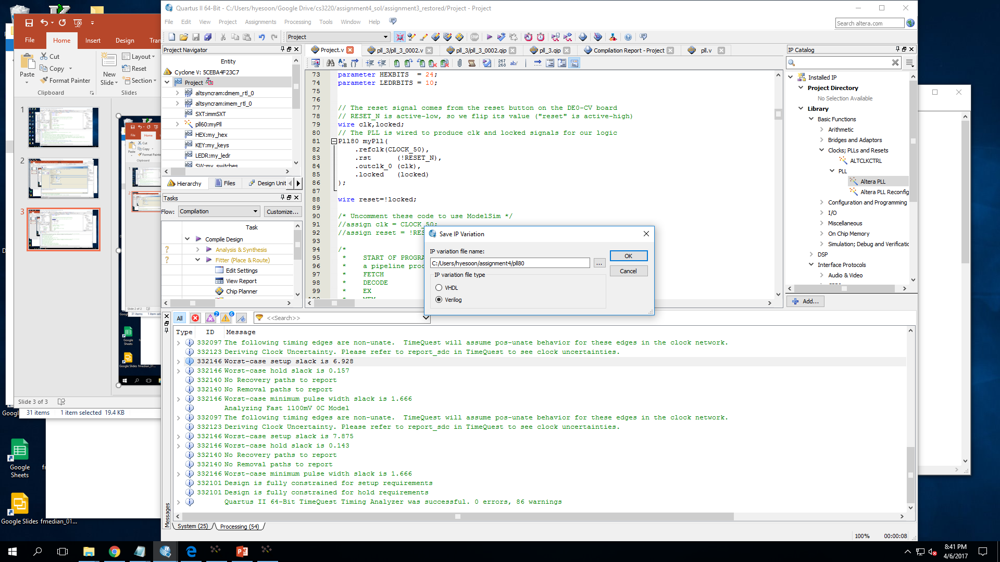 Quartus II 64-Bit - C:/Users/hyesoon/Google Drive/cs3220/assignment4_sol/assignment3_restored/Project - Project
File Edit View Project Assignments Processing Tools Window Help
Search altera.com
Project
File Home Insert Design
Paste
Cut
Copy
Format Painter
Clipboard
New
Slide
Layout
Reset
Section
Slides
1
2
3
Slide 3 of 3
31 items 1 item selected 19.4 KB
Project Navigator
Entity
Cyclone V: 5CEBA4F23C7
Project
altsyncram:dmem_rtl_0
altsyncram:imem_rtl_0
SXT:immSXT
pll60:myPll
HEX:my_hex
KEY:my_keys
LEDR:my_ledr
SW:my_switches
Hierarchy Files Design Unit
Tasks
Flow: Compilation Customize...
Task
Compile Design
Analysis & Synthesis
Fitter (Place & Route)
Edit Settings
View Report
Chip Planner
Project.v pll_3/pll_3_0002.v pll_3/pll_3_0002.qip pll_3.qip Compilation Report - Project pll.v
73 parameter HEXBITS  = 24;
74 parameter LEDRBITS = 10;
75
76
77 // The reset signal comes from the reset button on the DE0-CV board
78 // RESET_N is active-low, so we flip its value ("reset" is active-high)
79 wire clk,locked;
80 // The PLL is wired to produce clk and locked signals for our logic
81 Pll80 myPll(
82 .refclk(CLOCK_50),
83 .rst      (!RESET_N),
84 .outclk_0 (clk),
85 .locked   (locked)
86 );
87
88 wire reset=!locked;
89
90 /* Uncomment these code to use ModelSim */
91 //assign clk = CLOCK_50;
92 //assign reset = !RES
93
94 /*
95 *    START OF PROGRA
96 *    a pipeline proc
97 *    FETCH
98 *    DECODE
99 *    EX
100 *    MEM
Save IP Variation
IP variation file name:
C:/Users/hyesoon/assignment4/pll80
...
OK
Cancel
IP variation file type
VHDL
Verilog
IP Catalog
Installed IP
Project Directory
No Selection Available
Library
Basic Functions
Arithmetic
Bridges and Adaptors
Clocks; PLLs and Resets
ALTCLKCTRL
PLL
Altera PLL
Altera PLL Reconfig
Configuration and Programming
I/O
Miscellaneous
On Chip Memory
Simulation; Debug and Verificatic
DSP
Interface Protocols
Audio & Video
Add...
All 2 6 <<Search>>
Type ID Message
332097 The following timing edges are non-unate.  TimeQuest will assume pos-unate behavior for these edges in the clock network.
332123 Deriving Clock Uncertainty. Please refer to report_sdc in TimeQuest to see clock uncertainties.
332146 Worst-case setup slack is 6.928
332146 Worst-case hold slack is 0.157
332140 No Recovery paths to report
332140 No Removal paths to report
332146 Worst-case minimum pulse width slack is 1.666
Analyzing Fast 1100mV 0C Model
332097 The following timing edges are non-unate.  TimeQuest will assume pos-unate behavior for these edges in the clock network.
332123 Deriving Clock Uncertainty. Please refer to report_sdc in TimeQuest to see clock uncertainties.
332146 Worst-case setup slack is 7.875
332146 Worst-case hold slack is 0.143
332140 No Recovery paths to report
332140 No Removal paths to report
332146 Worst-case minimum pulse width slack is 1.666
332101 Design is fully constrained for setup requirements
332101 Design is fully constrained for hold requirements
Quartus II 64-Bit TimeQuest Timing Analyzer was successful. 0 errors, 86 warnings
Messages
System (25) Processing (54)
100% 00:00:08
Google
Sheets
Google Slides fmedian_01...
8:41 PM
4/6/2017